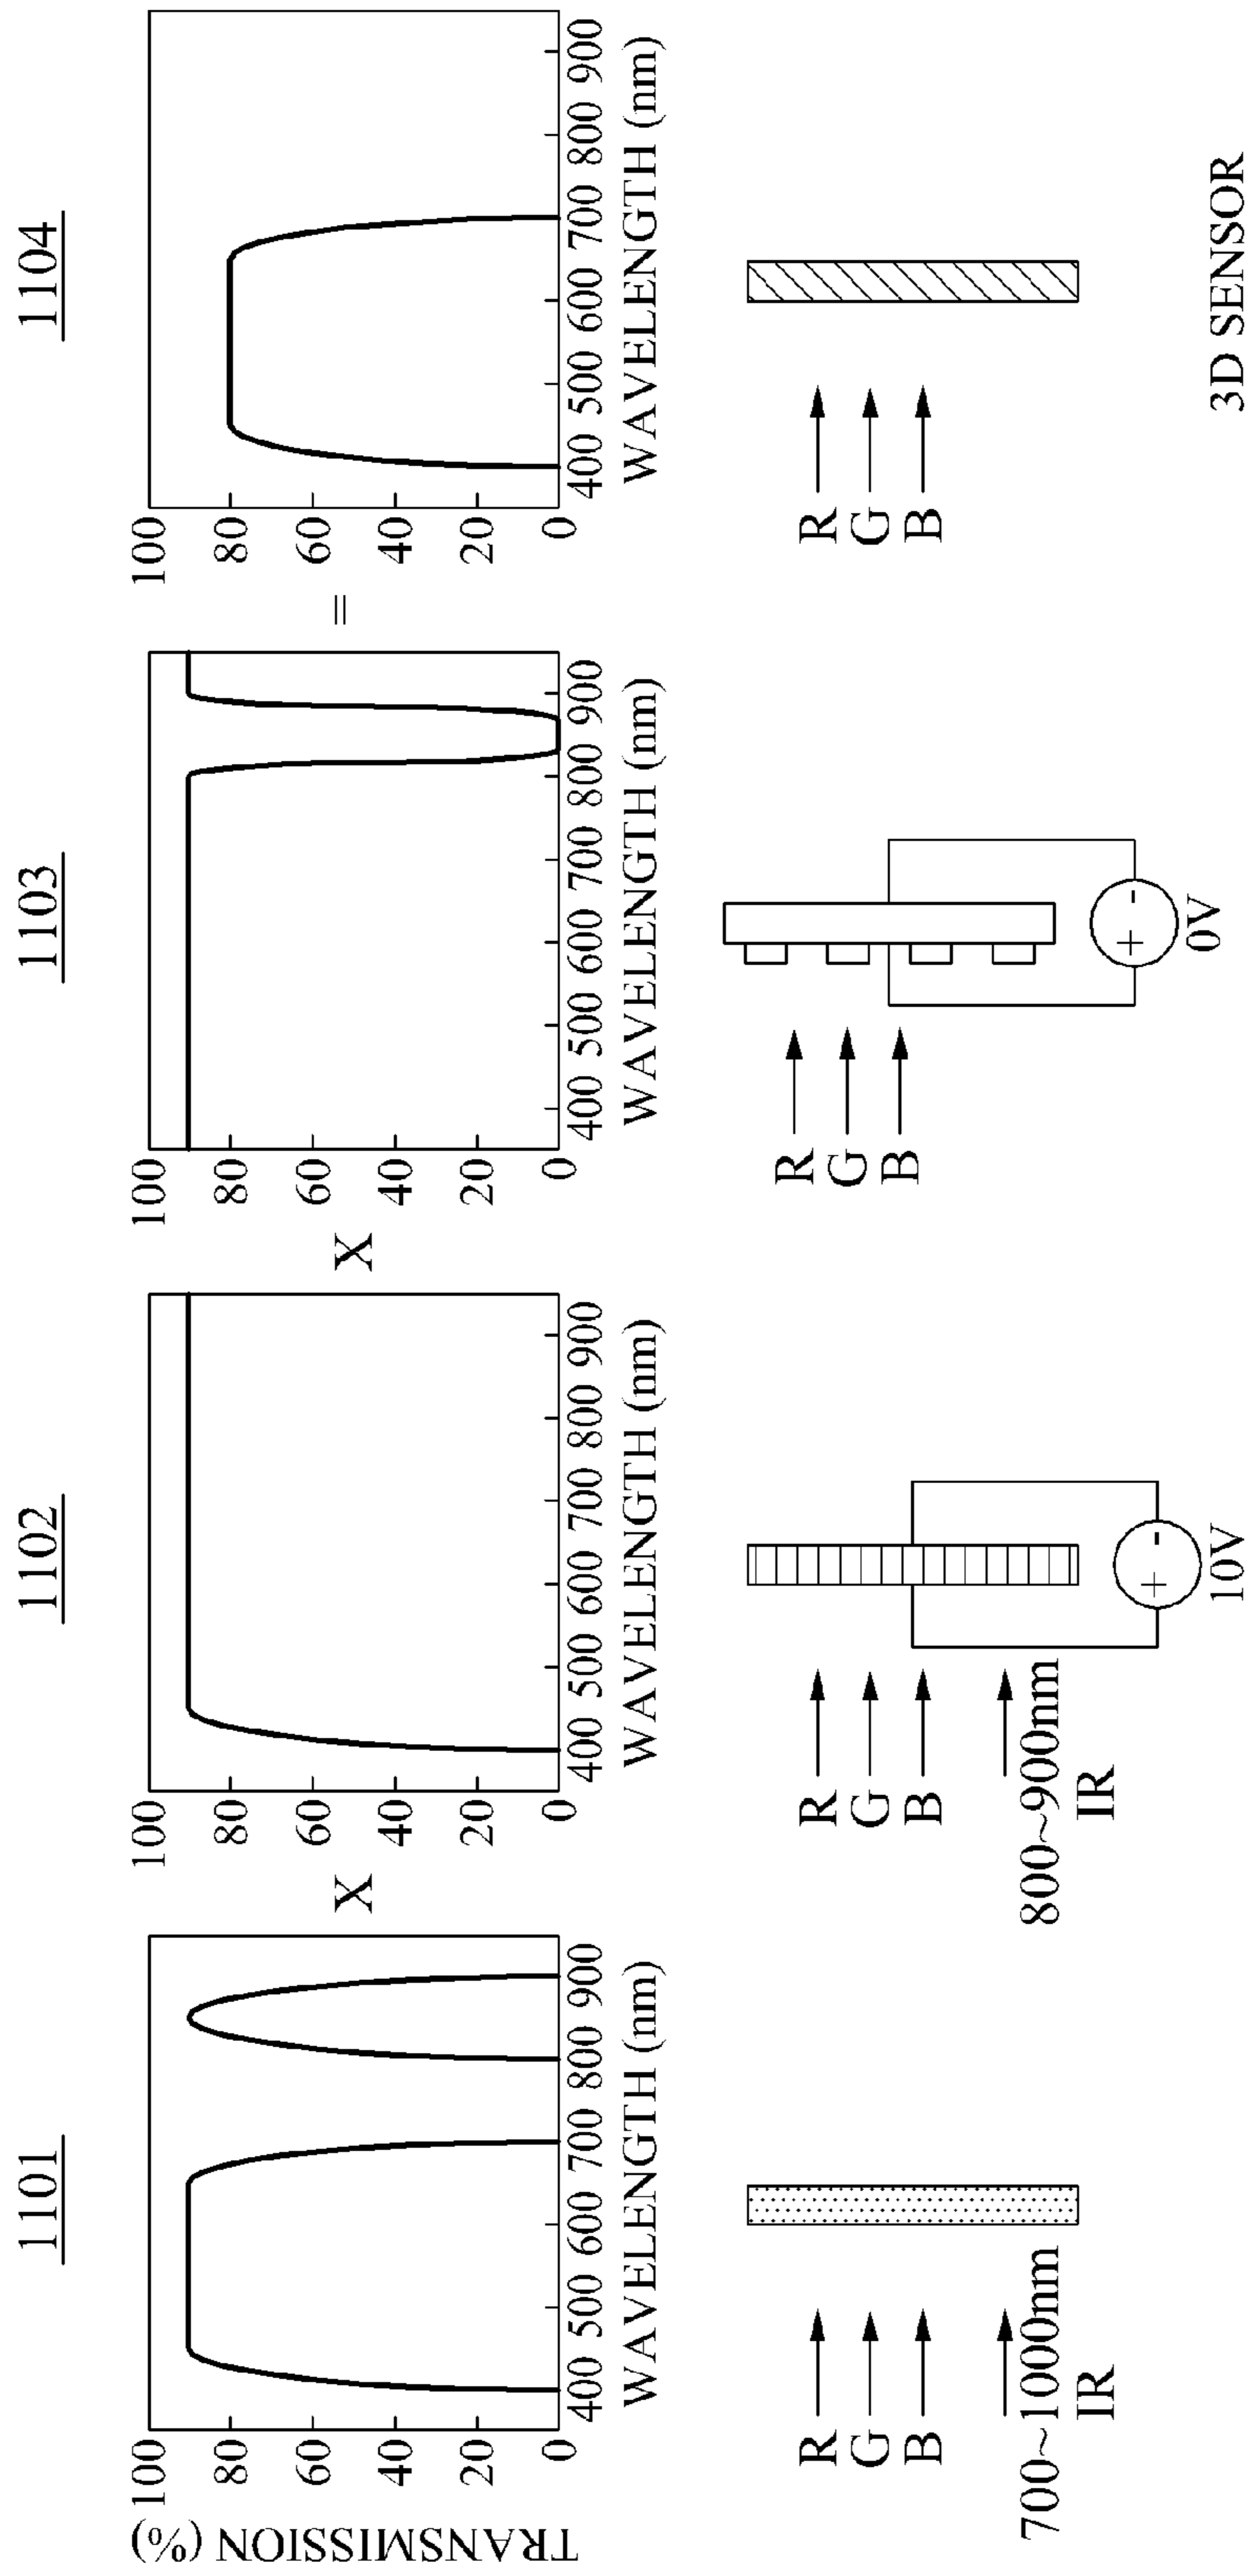 1101
1102
1103
1104
TRANSMISSION (%)
100
80
60
40
20
0
400 500 600 700 800 900
WAVELENGTH (nm)
X
100
80
60
40
20
0
400 500 600 700 800 900
WAVELENGTH (nm)
X
100
80
60
40
20
0
400 500 600 700 800 900
WAVELENGTH (nm)
=
100
80
60
40
20
0
400 500 600 700 800 900
WAVELENGTH (nm)
R
G
B
700~1000nm
IR
R
G
B
800~900nm
IR
+ -
10V
R
G
B
+ -
0V
R
G
B
3D SENSOR